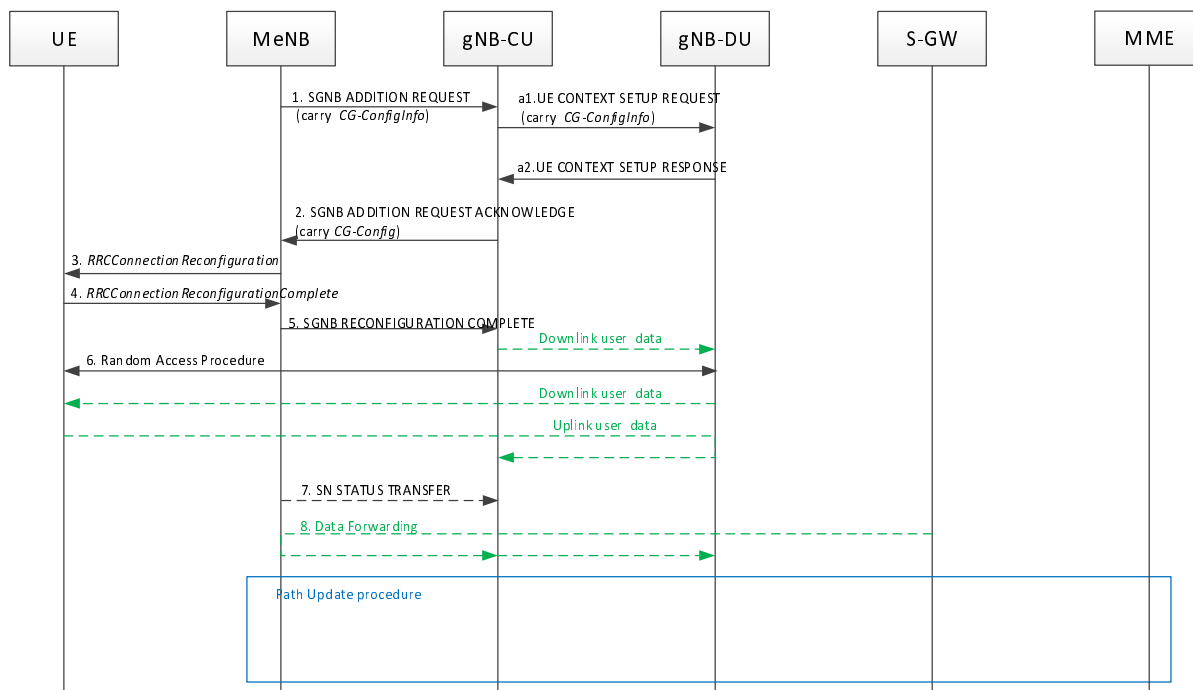 UE
MeNB
gNB-CU
gNB-DU
S-GW
MME
1. SGNB ADDITION REQUEST
(carry CG-ConfigInfo)
a1.UE CONTEXT SETUP REQUEST
(carry CG-ConfigInfo)
a2.UE CONTEXT SETUP RESPONSE
2. SGNB ADDITION REQUEST ACKNOWLEDGE
(carry CG-Config)
3. RRCConnectionReconfiguration
4. RRCConnectionReconfigurationComplete
5. SGNB RECONFIGURATION COMPLETE
Downlink user data
6. Random Access Procedure
Downlink user data
Uplink user data
7. SN STATUS TRANSFER
8. Data Forwarding
Path Update procedure